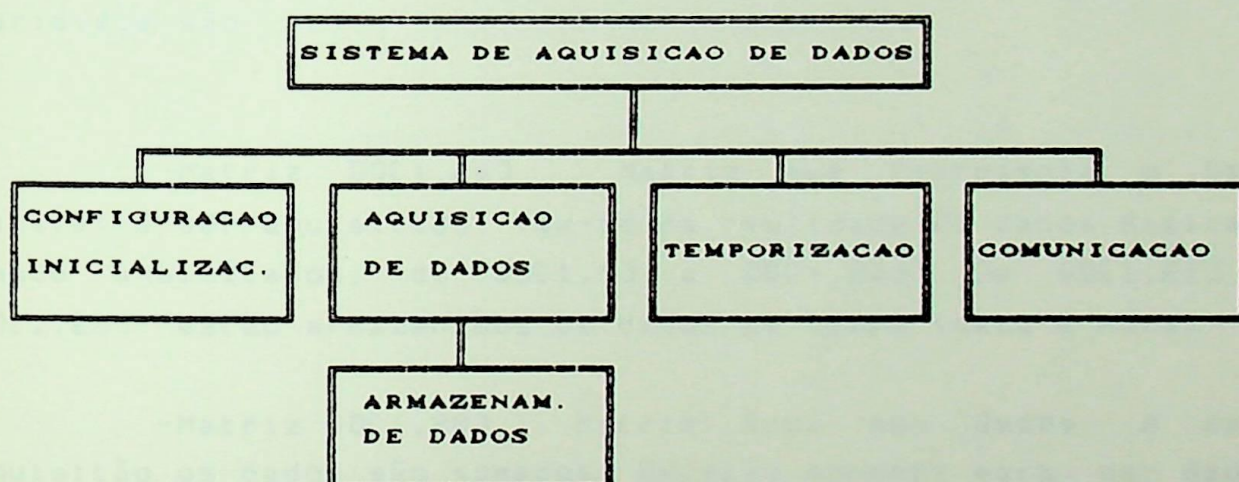 SISTEMA DE AQUISICAO DE DADOS
CONFIGURACAO
INICIALIZAC.
AQUISICAO
DE DADOS
TEMPORIZACAO
COMUNICACAO
ARMAZENAM.
DE DADOS